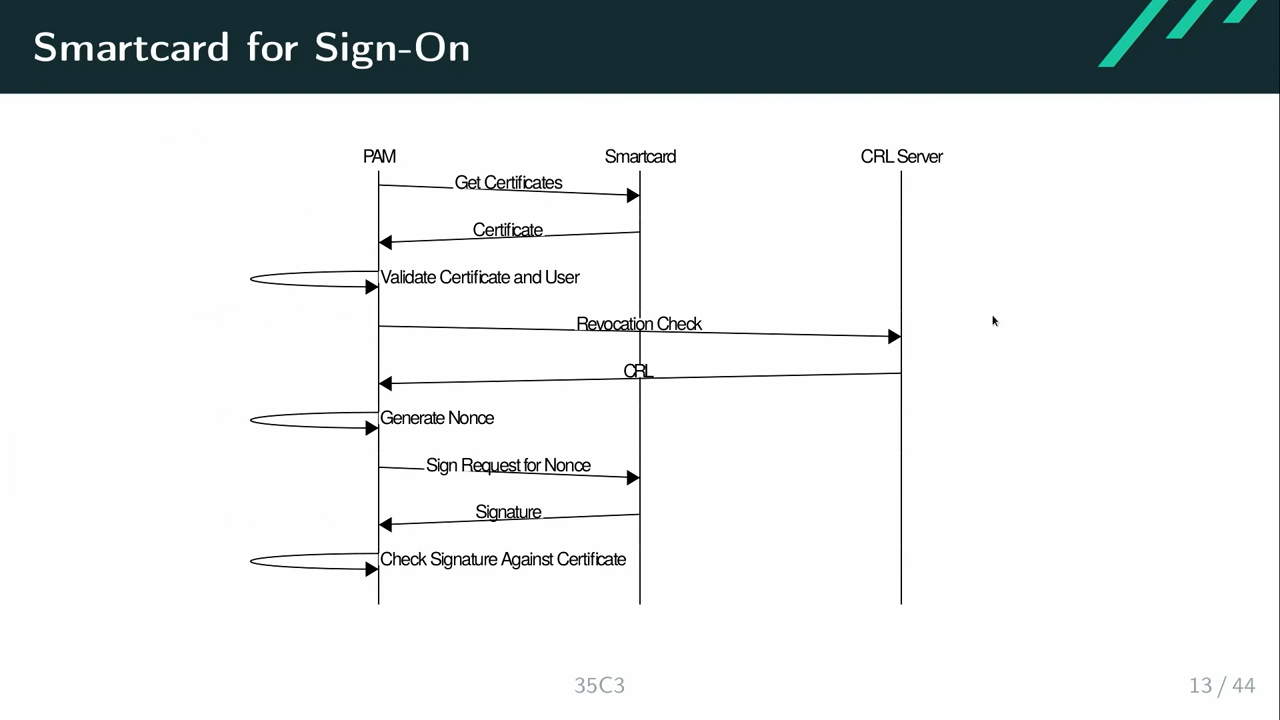 Smartcard for Sign-On
PAM
Smartcard
CRL Server
Get Certificates
Certificate
Validate Certificate and User
Revocation Check
CRL
Generate Nonce
Sign Request for Nonce
Signature
Check Signature Against Certificate
35C3
13 / 44